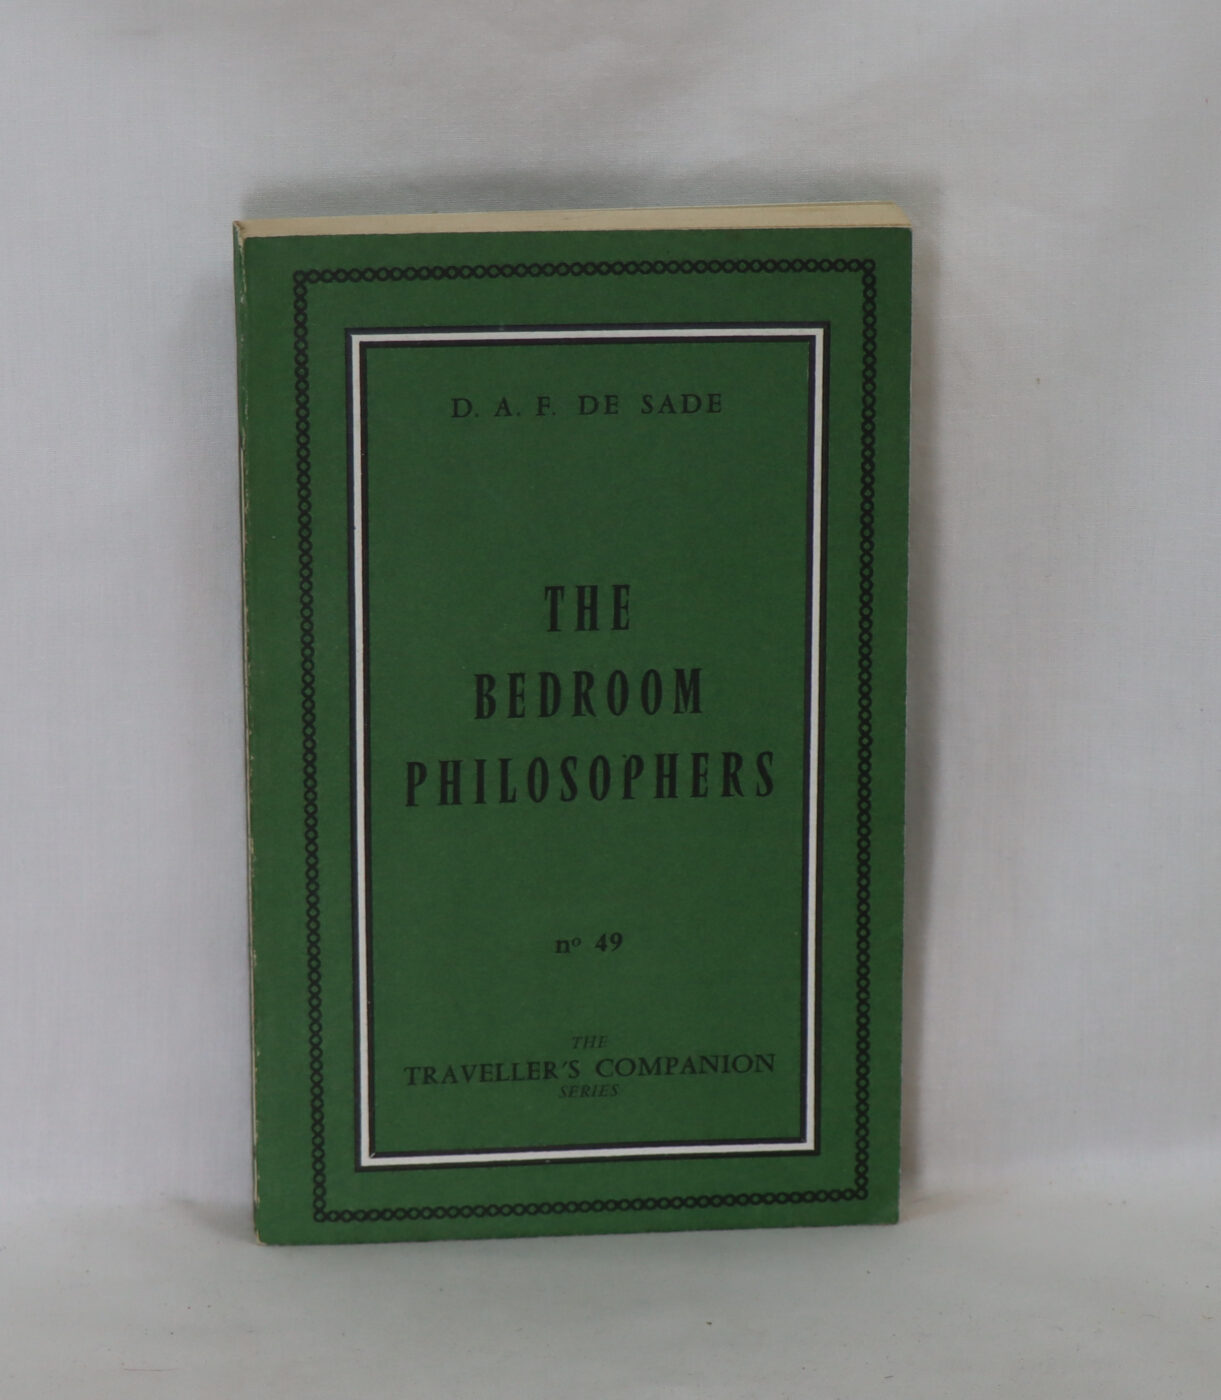 D. A. F. DE SADE
THE
BEDROOM
PHILOSOPHERS
nº 49
THE
TRAVELLER'S COMPANION
SERIES